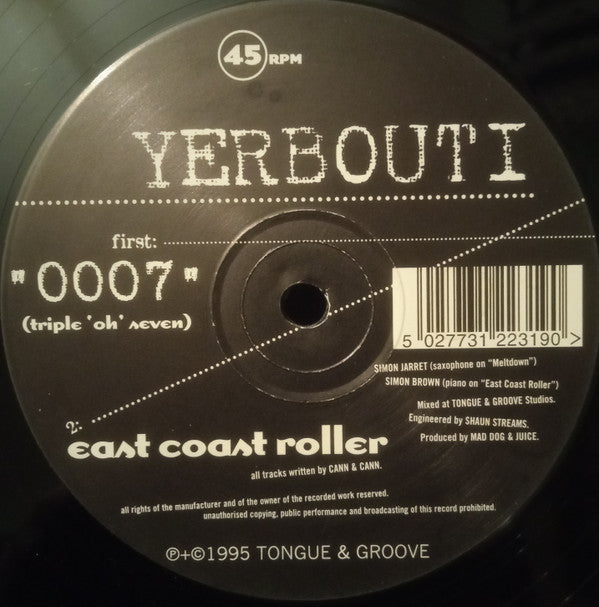 45 RPM
YERBOUTI
first:
"0007"
(triple 'oh' seven)
5 027731 223190 >
SIMON JARRET (saxophone on "Meltdown")
SIMON BROWN (piano on "East Coast Roller")
Mixed at TONGUE & GROOVE Studios.
Engineered by SHAUN STREAMS.
Produced by MAD DOG & JUICE.
2.
east coast roller
all tracks written by CANN & CANN.
all rights of the manufacturer and of the owner of the recorded work reserved.
unauthorised copying, public performance and broadcasting of this record prohibited.
℗+©1995 TONGUE & GROOVE